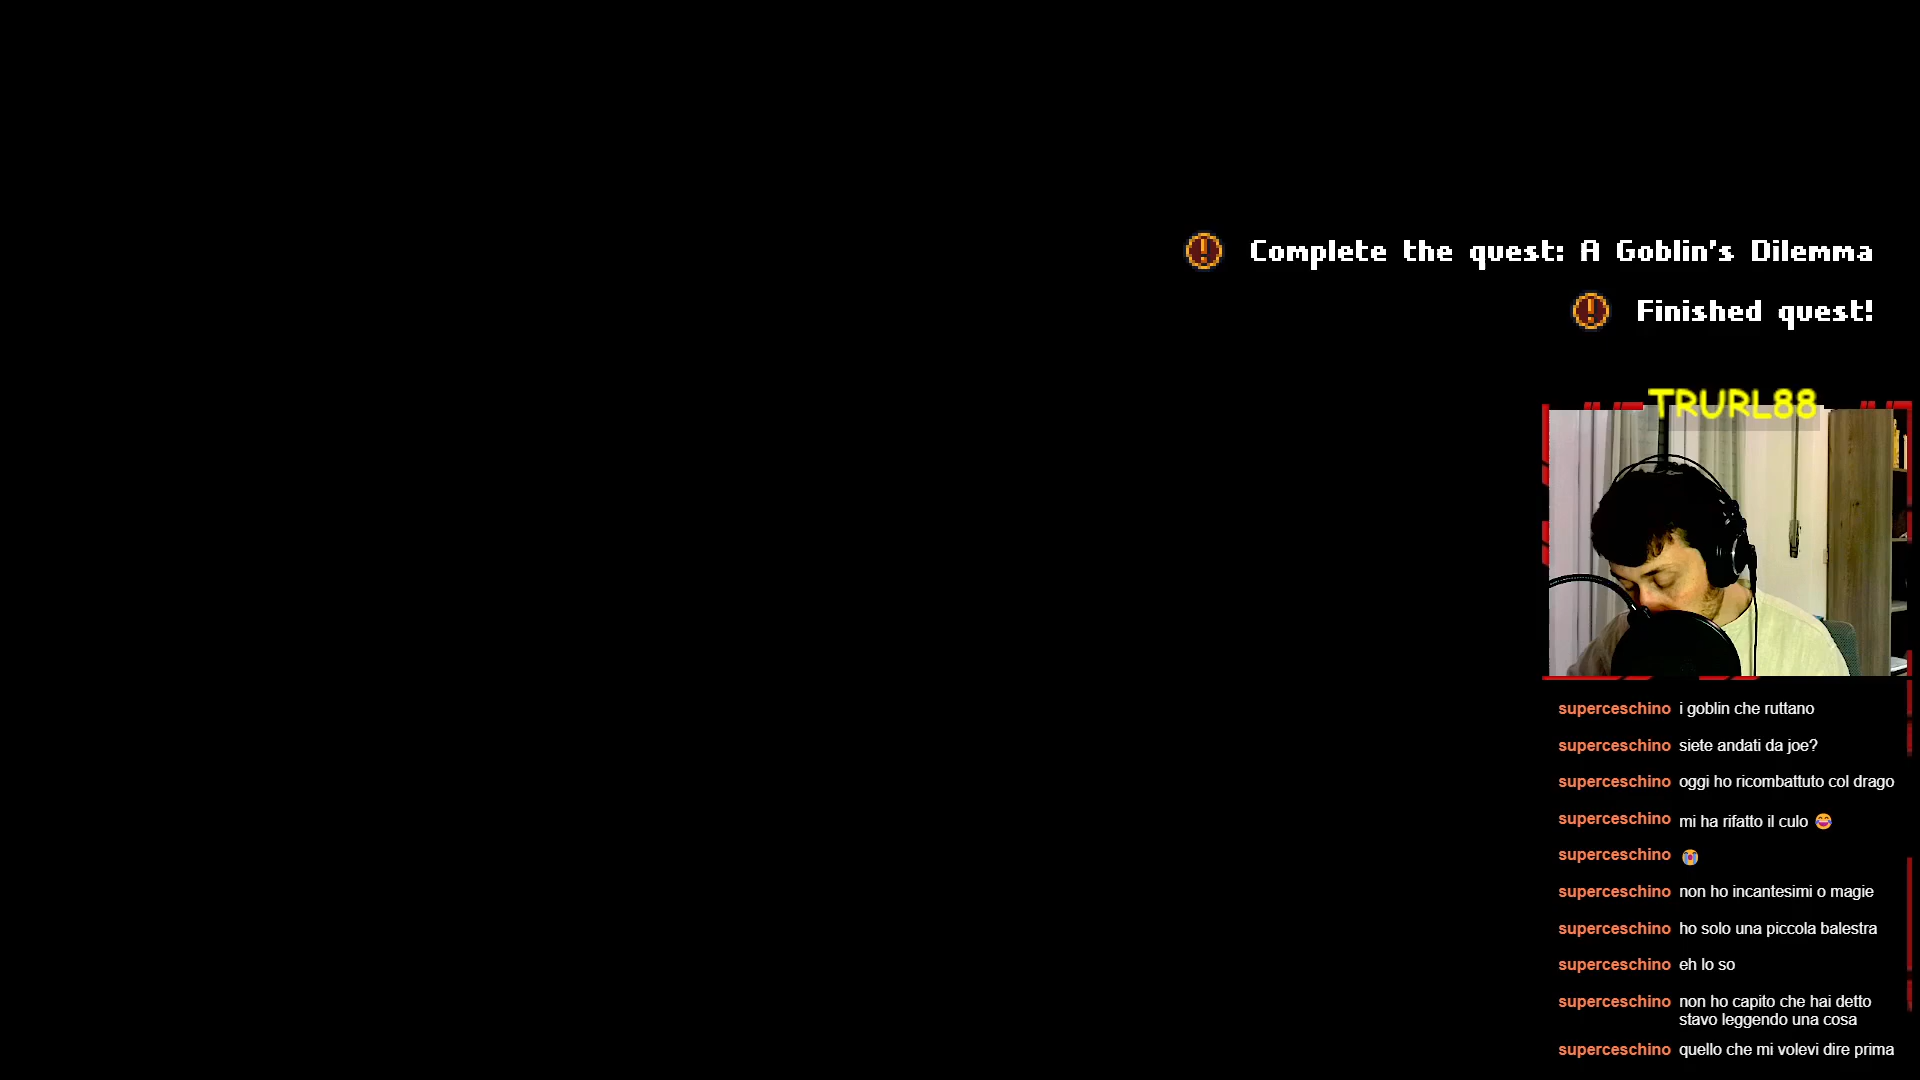 Complete the quest: A Goblin's Dilemma
Finished quest!
TRURL88
superceschino i goblin che ruttano
superceschino siete andati da joe?
superceschino oggi ho ricombattuto col drago
superceschino mi ha rifatto il culo 😂
superceschino 😭
superceschino non ho incantesimi o magie
superceschino ho solo una piccola balestra
superceschino eh lo so
superceschino non ho capito che hai detto
stavo leggendo una cosa
superceschino quello che mi volevi dire prima